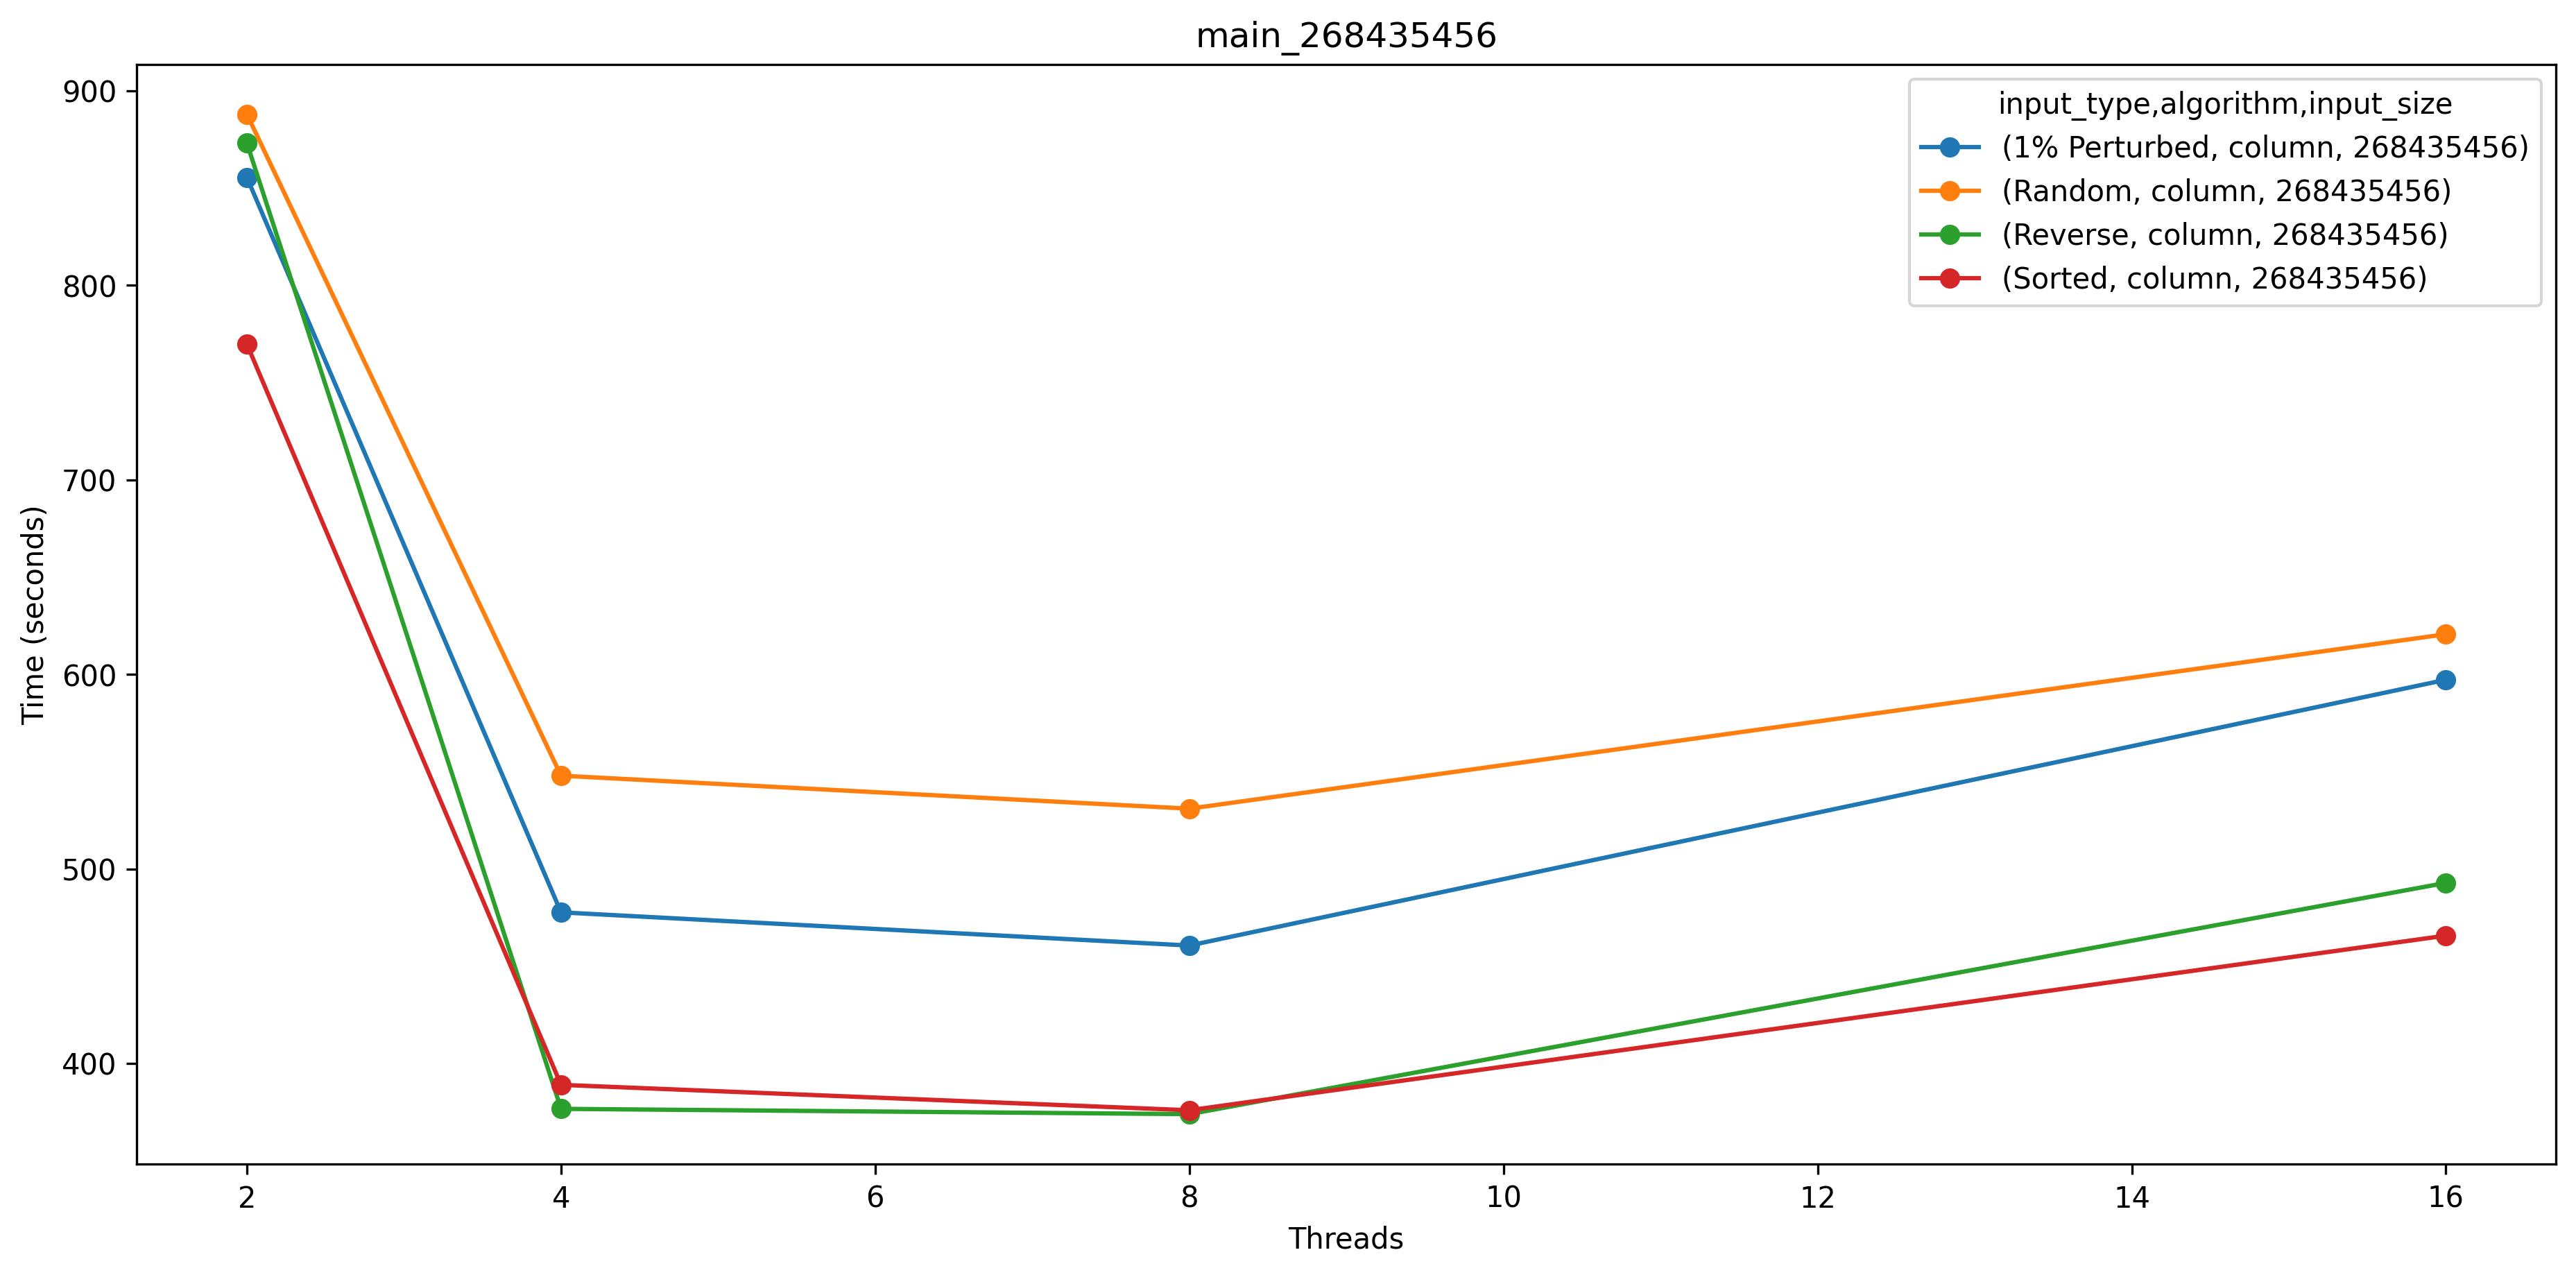 main_268435456
900
800
700
600
500
400
Time (seconds)
input_type,algorithm,input_size
(1% Perturbed, column, 268435456)
(Random, column, 268435456)
(Reverse, column, 268435456)
(Sorted, column, 268435456)
2 4 6 8 10 12 14 16
Threads